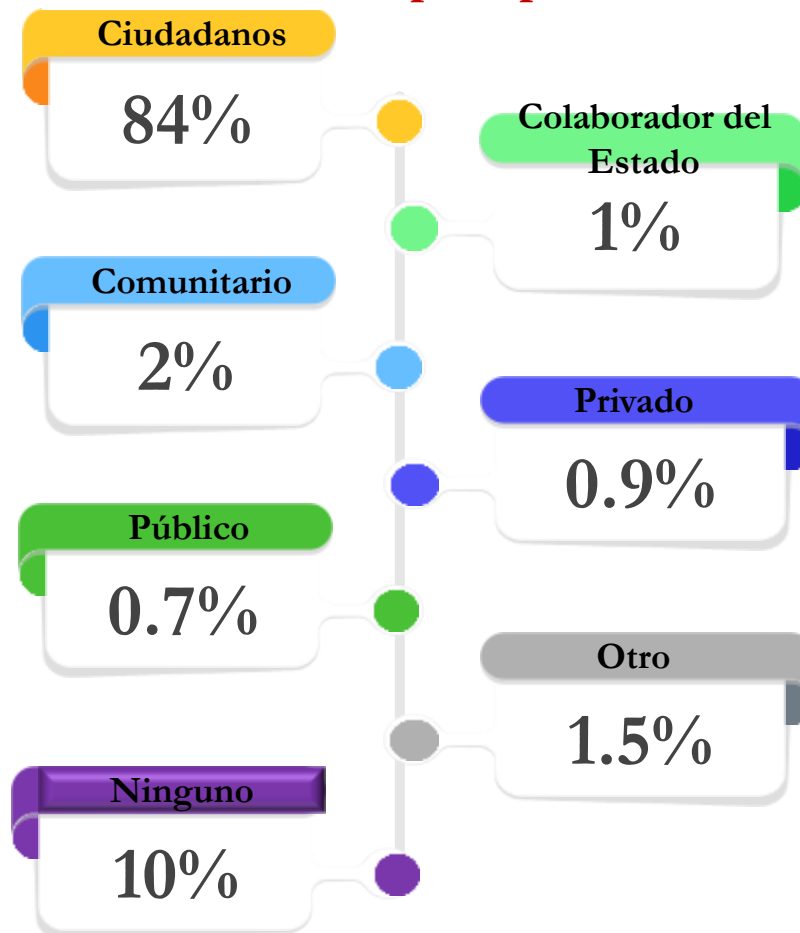 Ciudadanos
84%
Colaborador del
Estado
1%
Comunitario
2%
Privado
0.9%
Público
0.7%
Otro
1.5%
Ninguno
10%